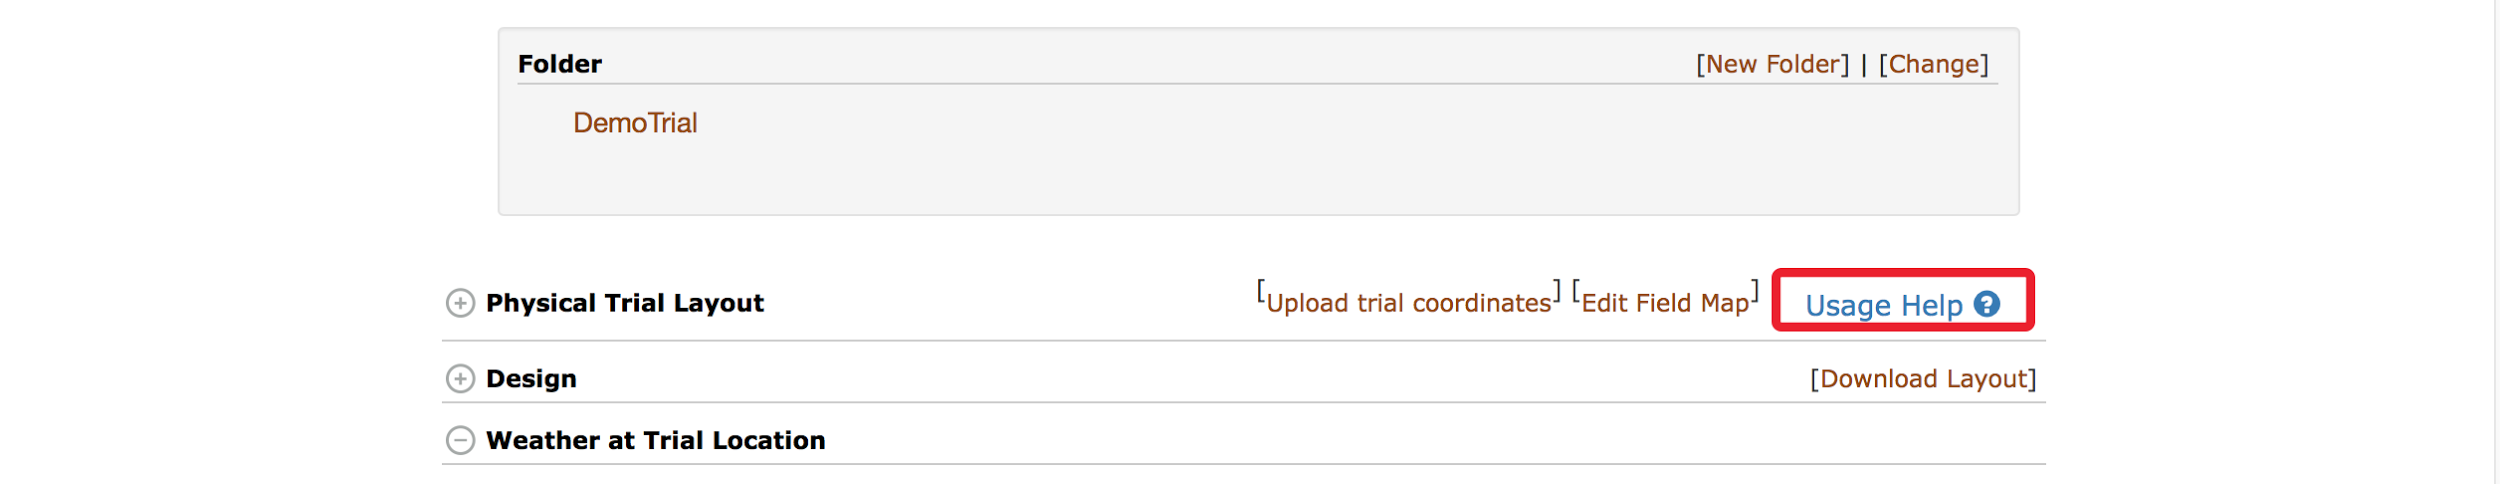 Folder [New Folder] | [Change]
DemoTrial
Physical Trial Layout [Upload trial coordinates] [Edit Field Map] Usage Help ?
Design [Download Layout]
Weather at Trial Location